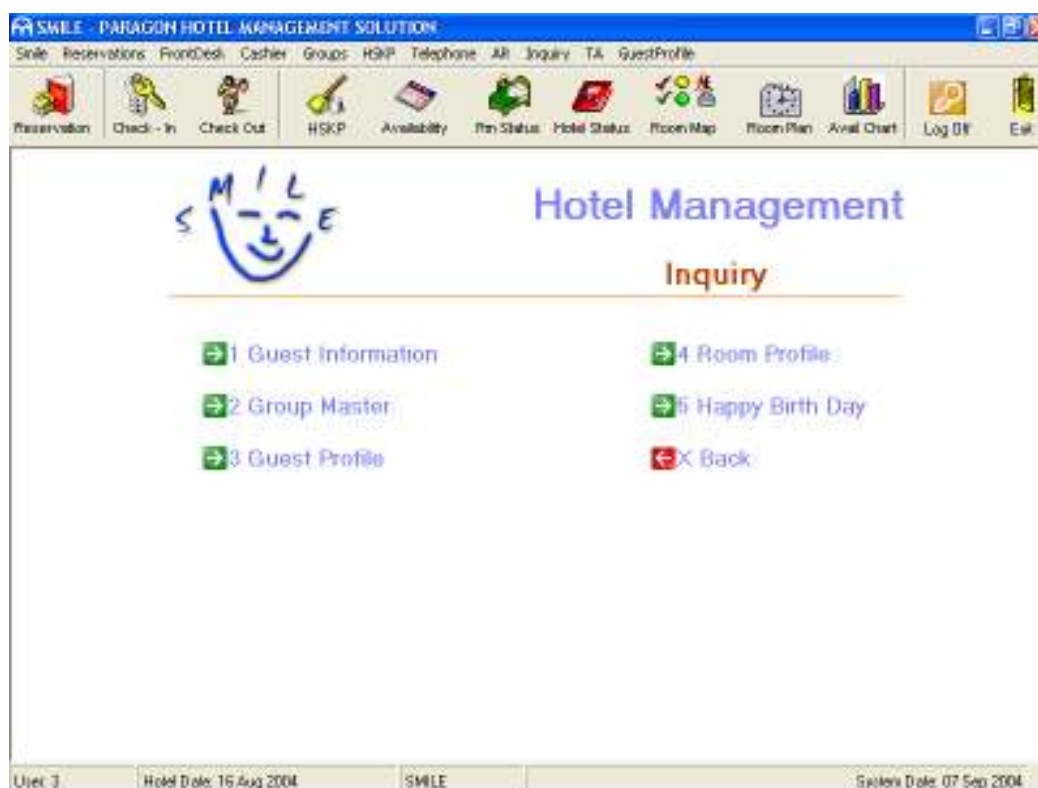 SMILE - PARAGON HOTEL MANAGEMENT SOLUTION
Smile Reservations FrontDesk Cashier Groups HSKP Telephone AR Inquiry TA GuestProfile
Reservation Check - In Check Out HSKP Availability Rm Status Hotel Status Room Map Room Plan Avail Chart Log Off Exit
S M I L E
Hotel Management
Inquiry
1 Guest Information
2 Group Master
3 Guest Profile
4 Room Profile
5 Happy Birth Day
X Back
User: 3 Hotel Date: 16 Aug 2004 SMILE System Date: 07 Sep 2004